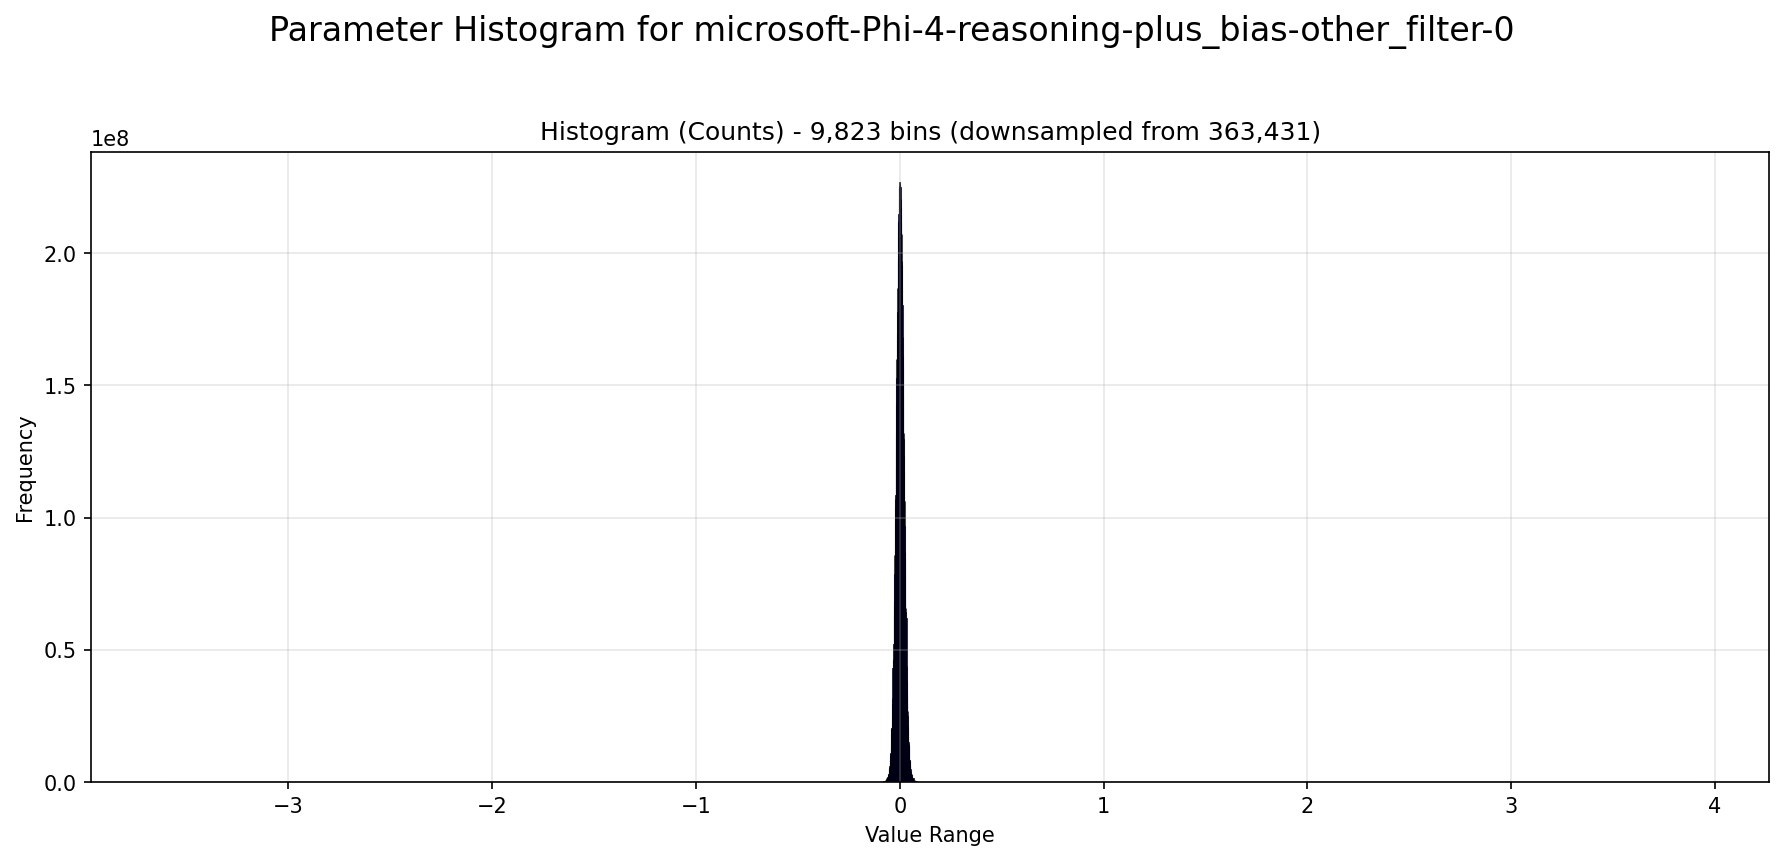 Parameter Histogram for microsoft-Phi-4-reasoning-plus_bias-other_filter-0
Histogram (Counts) - 9,823 bins (downsampled from 363,431)
1e8
2.0
1.5
1.0
0.5
0.0
Frequency
−3 −2 −1 0 1 2 3 4
Value Range